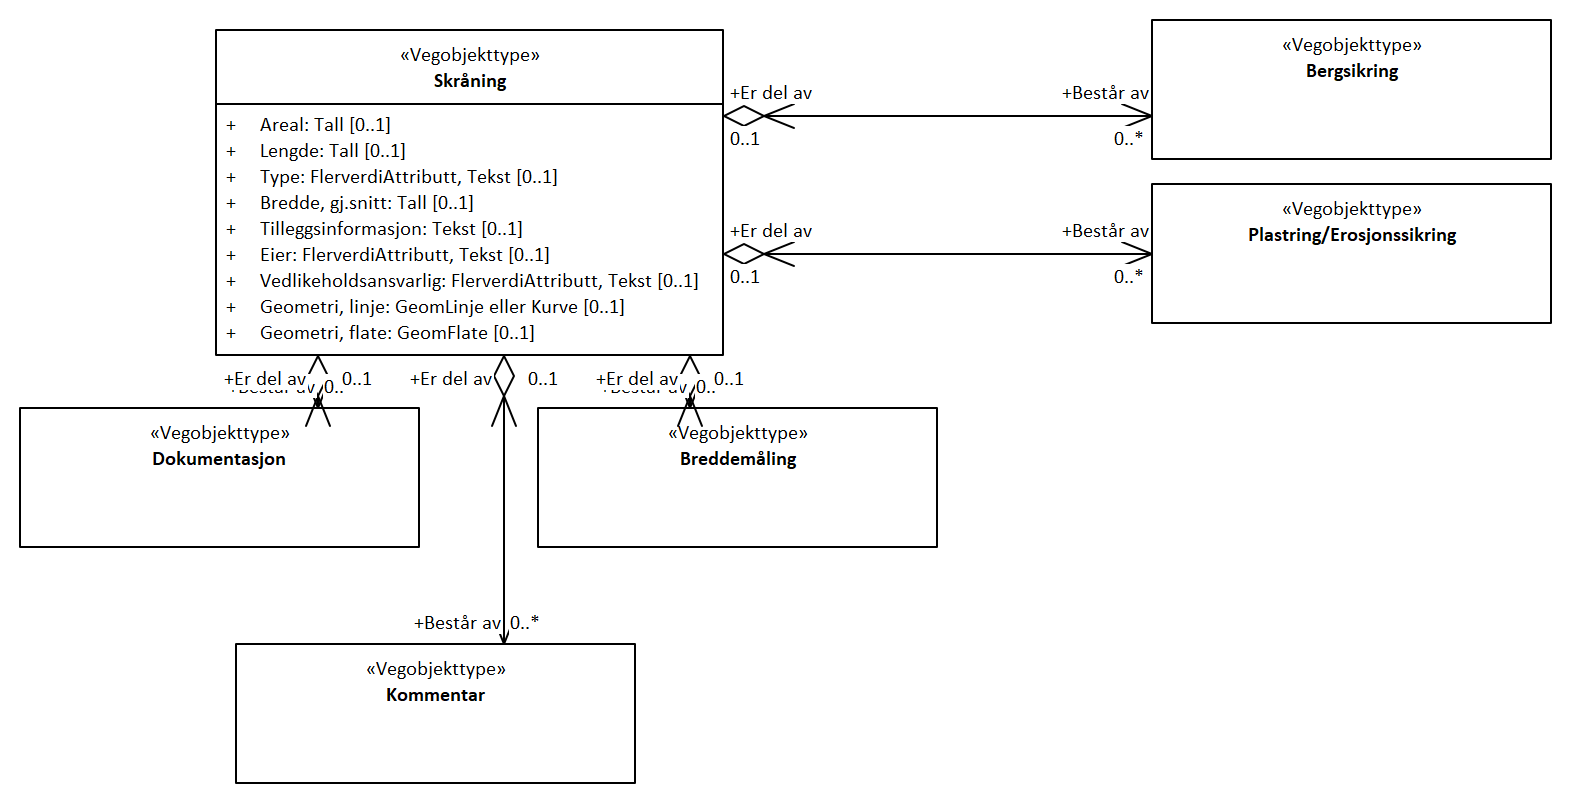 «Vegobjekttype»
Skråning
+ Areal: Tall [0..1]
+ Lengde: Tall [0..1]
+ Type: FlerverdiAttributt, Tekst [0..1]
+ Bredde, gj.snitt: Tall [0..1]
+ Tilleggsinformasjon: Tekst [0..1]
+ Eier: FlerverdiAttributt, Tekst [0..1]
+ Vedlikeholdsansvarlig: FlerverdiAttributt, Tekst [0..1]
+ Geometri, linje: GeomLinje eller Kurve [0..1]
+ Geometri, flate: GeomFlate [0..1]
+Er del av
0..1
+Består av
0..*
«Vegobjekttype»
Bergsikring
+Er del av
0..1
+Består av
0..*
«Vegobjekttype»
Plastring/Erosjonssikring
+Er del av 0..1
+Består av 0..
«Vegobjekttype»
Dokumentasjon
+Er del av 0..1
+Består av 0..*
«Vegobjekttype»
Kommentar
+Er del av 0..1
+Består av 0..
«Vegobjekttype»
Breddemåling